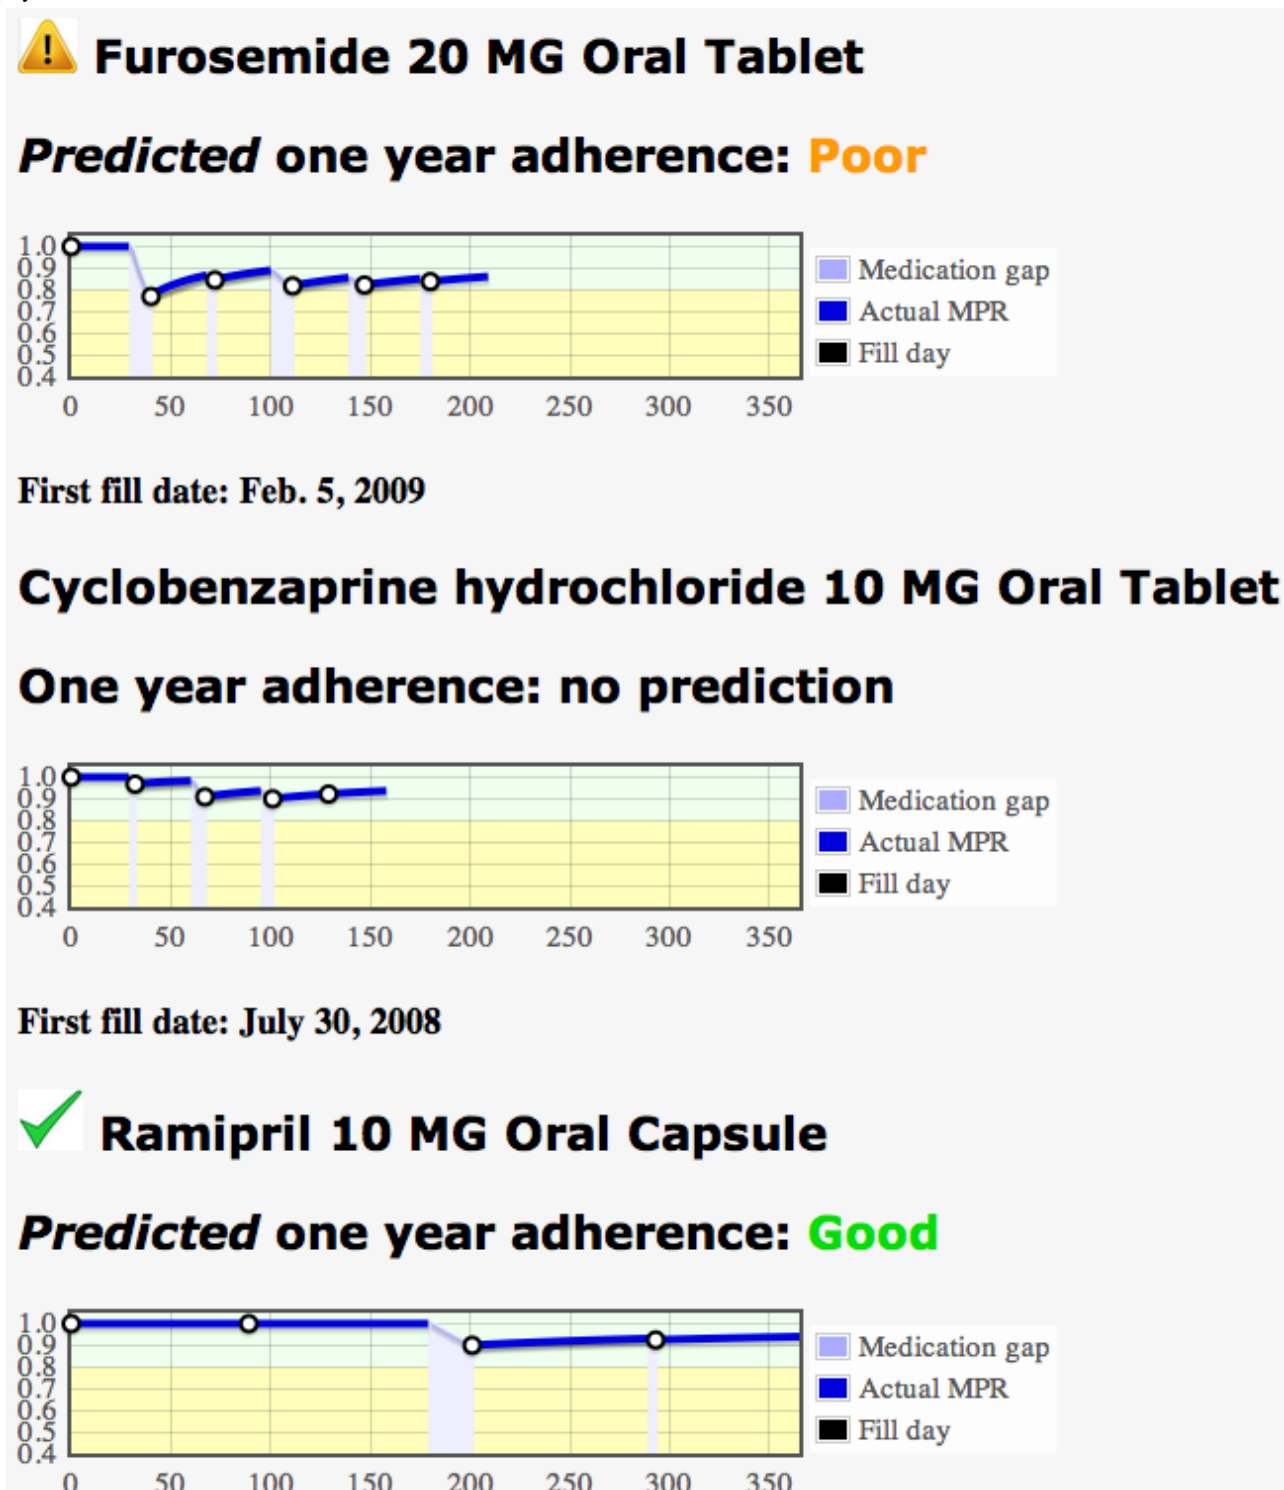 Furosemide 20 MG Oral Tablet
Predicted one year adherence: Poor
1.0
0.9
0.8
0.7
0.6
0.5
0.4
0 50 100 150 200 250 300 350
Medication gap
Actual MPR
Fill day
First fill date: Feb. 5, 2009
Cyclobenzaprine hydrochloride 10 MG Oral Tablet
One year adherence: no prediction
1.0
0.9
0.8
0.7
0.6
0.5
0.4
0 50 100 150 200 250 300 350
Medication gap
Actual MPR
Fill day
First fill date: July 30, 2008
Ramipril 10 MG Oral Capsule
Predicted one year adherence: Good
1.0
0.9
0.8
0.7
0.6
0.5
0.4
0 50 100 150 200 250 300 350
Medication gap
Actual MPR
Fill day